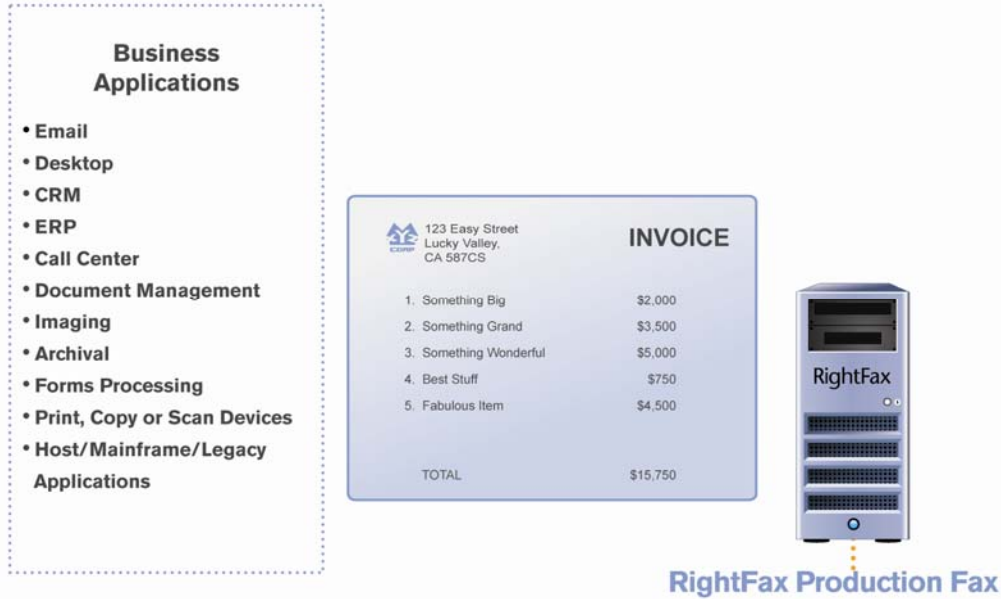 Business
Applications
• Email
• Desktop
• CRM
• ERP
• Call Center
• Document Management
• Imaging
• Archival
• Forms Processing
• Print, Copy or Scan Devices
• Host/Mainframe/Legacy
Applications
CORP
123 Easy Street
Lucky Valley,
CA 587CS
INVOICE
1. Something Big $2,000
2. Something Grand $3,500
3. Something Wonderful $5,000
4. Best Stuff $750
5. Fabulous Item $4,500
TOTAL $15,750
RightFax
RightFax Production Fax